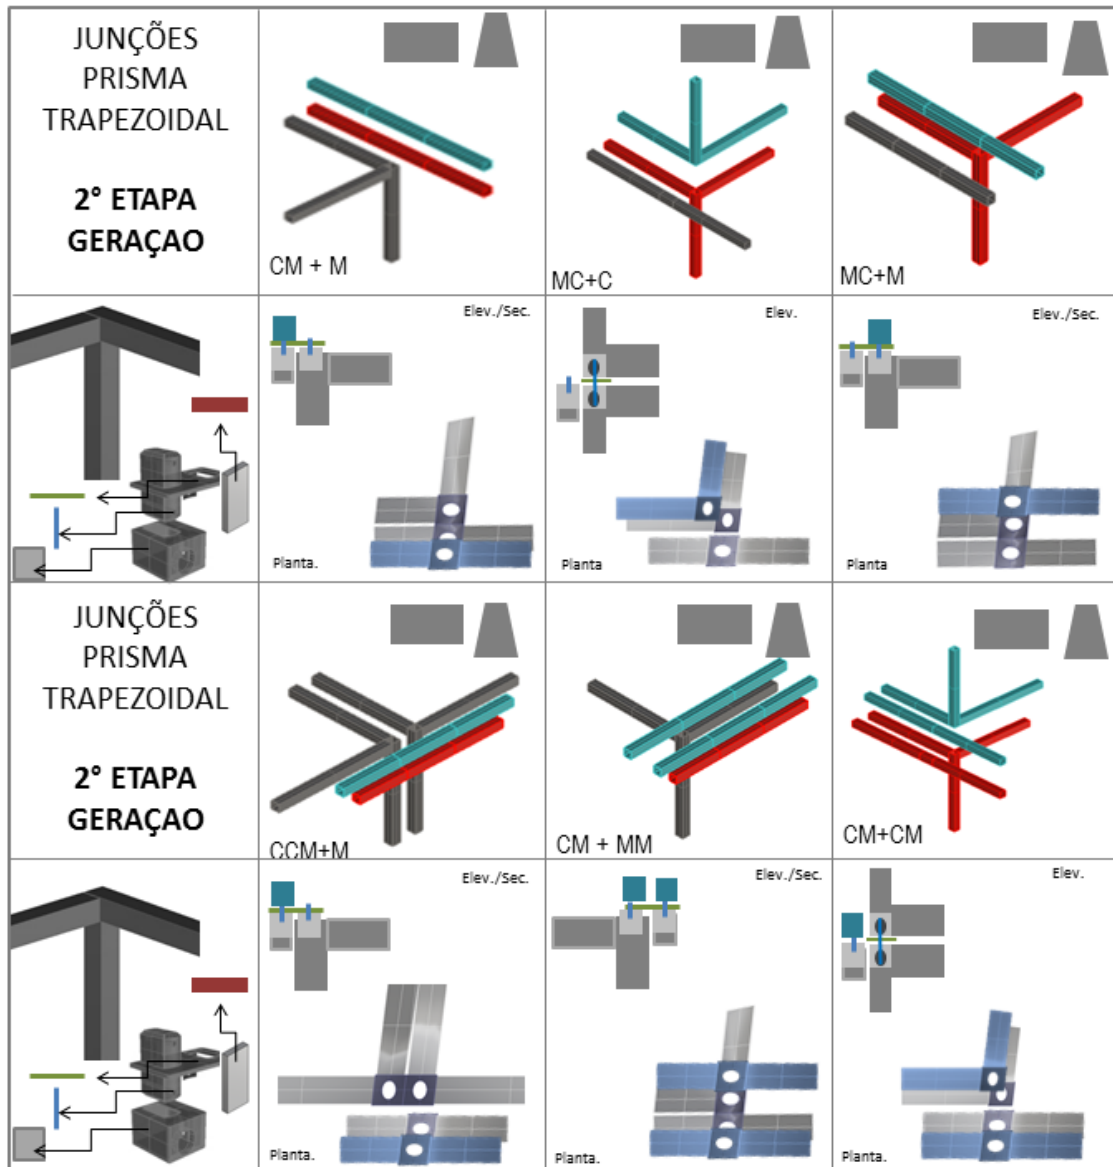 JUNÇÕES
PRISMA
TRAPEZOIDAL
2° ETAPA
GERAÇAO
CM + M
MC+C
MC+M
Elev./Sec.
Planta.
Elev.
Planta
Elev./Sec.
Planta
JUNÇÕES
PRISMA
TRAPEZOIDAL
2° ETAPA
GERAÇAO
CCM+M
CM + MM
CM+CM
Elev./Sec.
Planta.
Elev./Sec.
Planta.
Elev.
Planta.